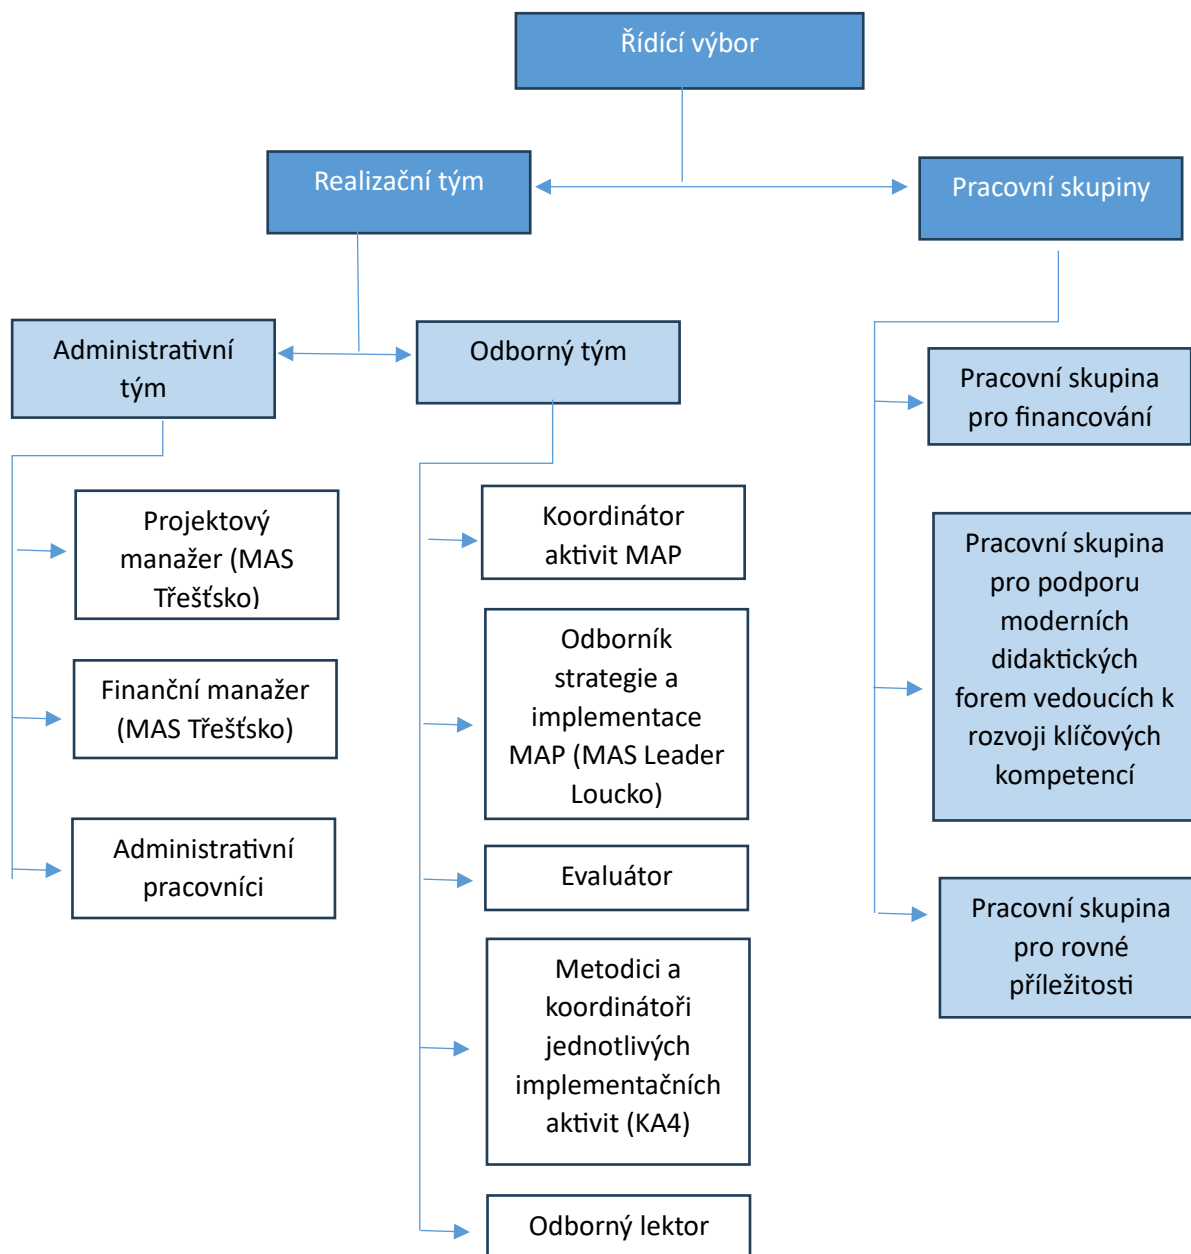 Řídící výbor
Realizační tým
Pracovní skupiny
Administrativní
tým
Odborný tým
Pracovní skupina
pro financování
Projektový
manažer (MAS
Třešťsko)
Koordinátor
aktivit MAP
Pracovní skupina
pro podporu
moderních
didaktických
forem vedoucích k
rozvoji klíčových
kompetencí
Odborník
strategie a
implementace
MAP (MAS Leader
Loucko)
Finanční manažer
(MAS Třešťsko)
Administrativní
pracovníci
Evaluátor
Pracovní skupina
pro rovné
příležitosti
Metodici a
koordinátoři
jednotlivých
implementačních
aktivit (KA4)
Odborný lektor